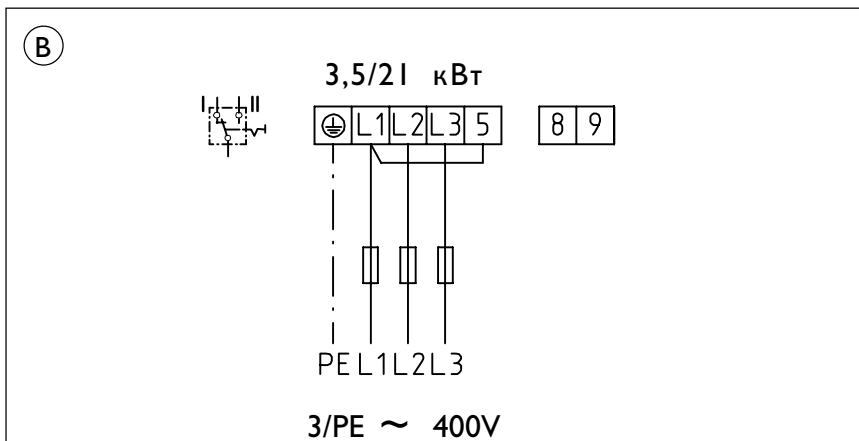 B
3,5/21 кВт
I II
L1 L2 L3 5 8 9
PE L1 L2 L3
3/PE ~ 400V